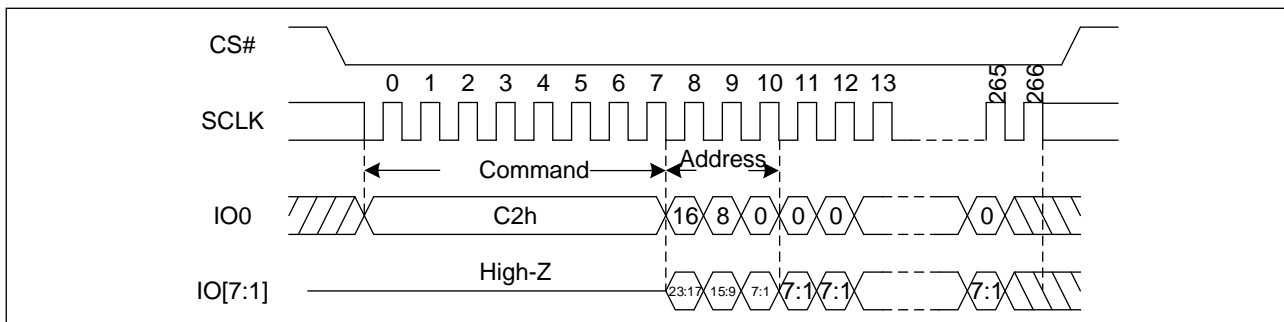 CS#
0 1 2 3 4 5 6 7 8 9 10 11 12 13 265 266
SCLK
Command Address
IO0 C2h 16 8 0 0 0 0
High-Z
IO[7:1] 23:17 15:9 7:1 7:1 7:1 7:1